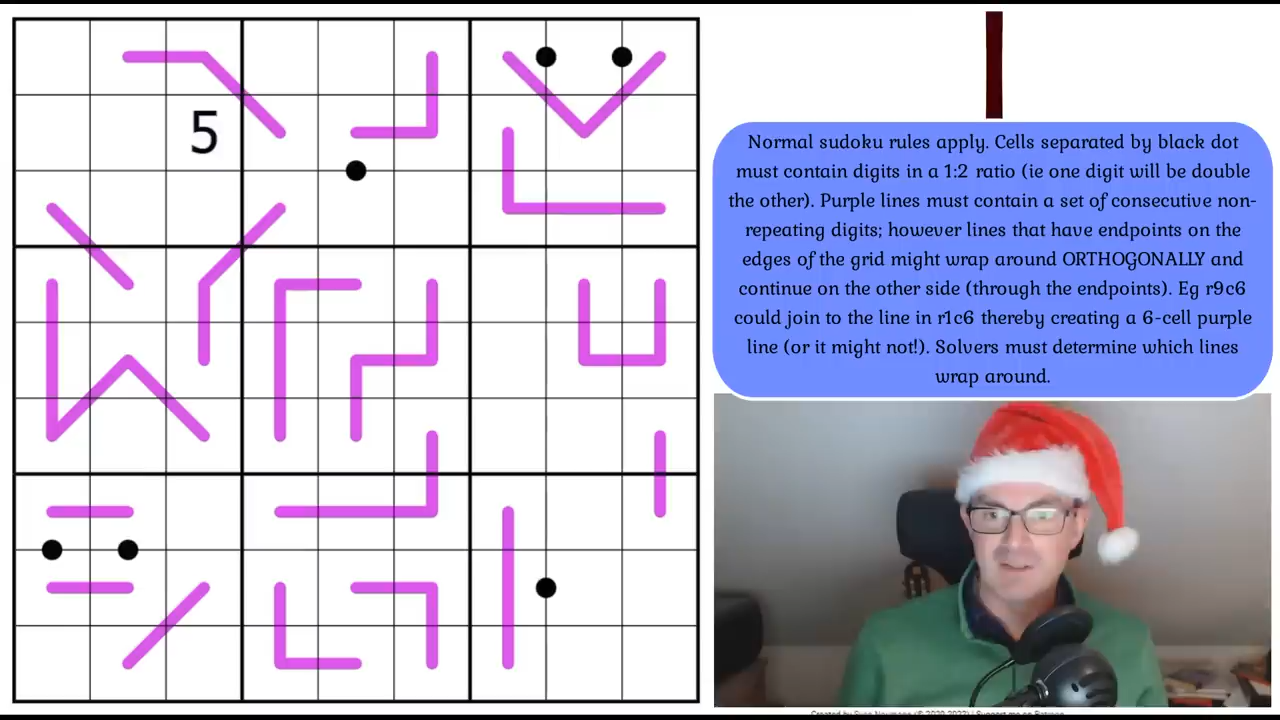 5
Normal sudoku rules apply. Cells separated by black dot
must contain digits in a 1:2 ratio (ie one digit will be double
the other). Purple lines must contain a set of consecutive non-
repeating digits; however lines that have endpoints on the
edges of the grid might wrap around ORTHOGONALLY and
continue on the other side (through the endpoints). Eg r9c6
could join to the line in r1c6 thereby creating a 6-cell purple
line (or it might not!). Solvers must determine which lines
wrap around.